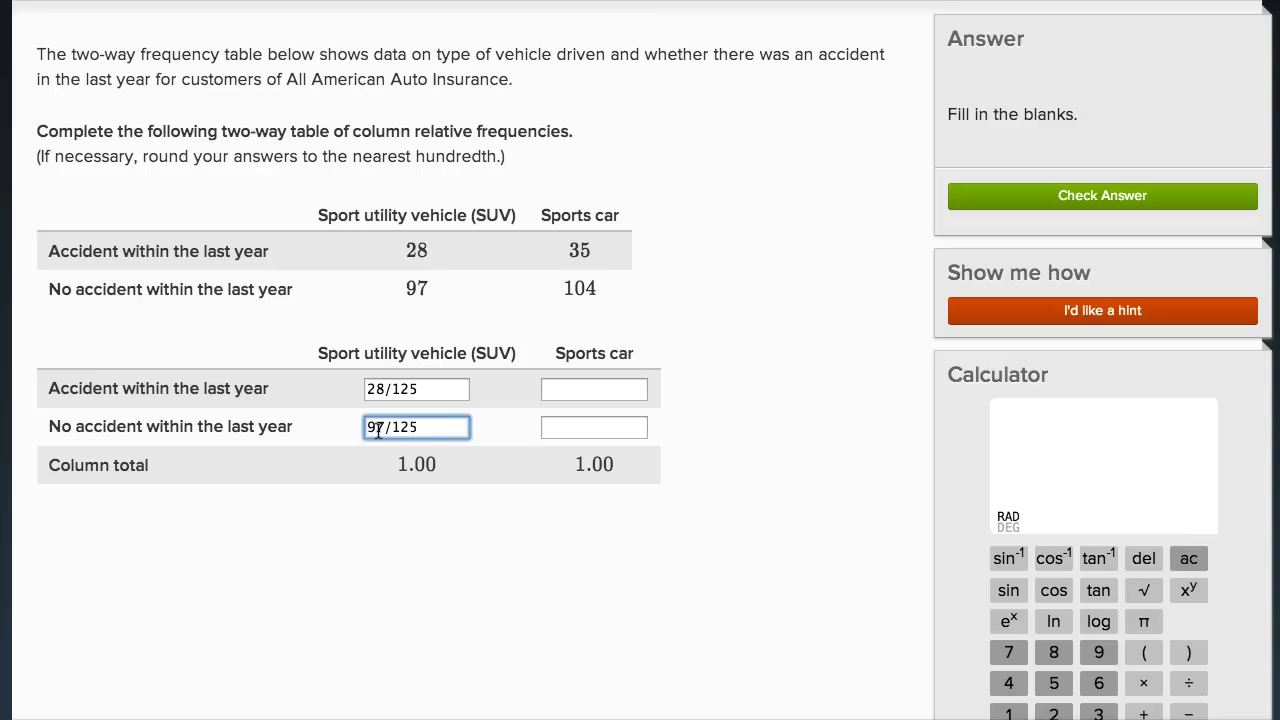 The two-way frequency table below shows data on type of vehicle driven and whether there was an accident
in the last year for customers of All American Auto Insurance.
Complete the following two-way table of column relative frequencies.
(If necessary, round your answers to the nearest hundredth.)
Sport utility vehicle (SUV) Sports car
Accident within the last year 28 35
No accident within the last year 97 104
Sport utility vehicle (SUV) Sports car
Accident within the last year 28/125
No accident within the last year 97/125
Column total 1.00 1.00
Answer
Fill in the blanks.
Check Answer
Show me how
I'd like a hint
Calculator
RAD
DEG
sin⁻¹ cos⁻¹ tan⁻¹ del ac
sin cos tan √ xʸ
eˣ ln log π
7 8 9 ( )
4 5 6 × ÷
1 2 3 + −